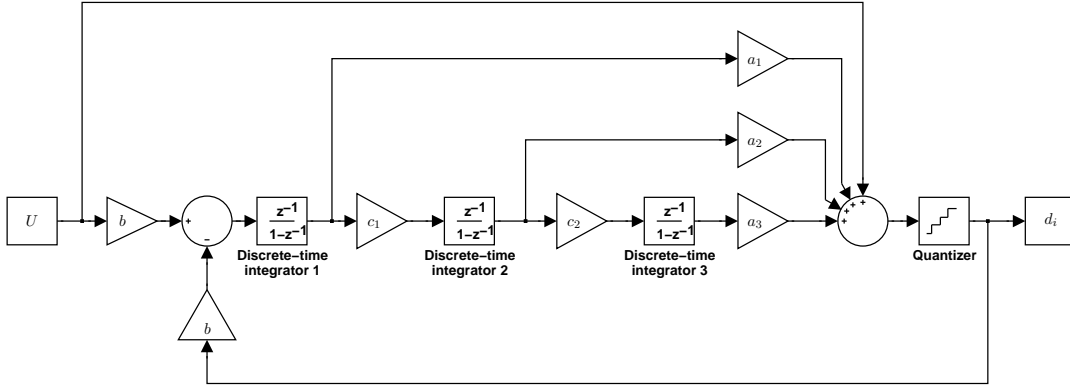 a₁
a₂
U
b
+
−
z⁻¹
1−z⁻¹
Discrete−time
integrator 1
c₁
z⁻¹
1−z⁻¹
Discrete−time
integrator 2
c₂
z⁻¹
1−z⁻¹
Discrete−time
integrator 3
a₃
+
+
+
+
Quantizer
dᵢ
b